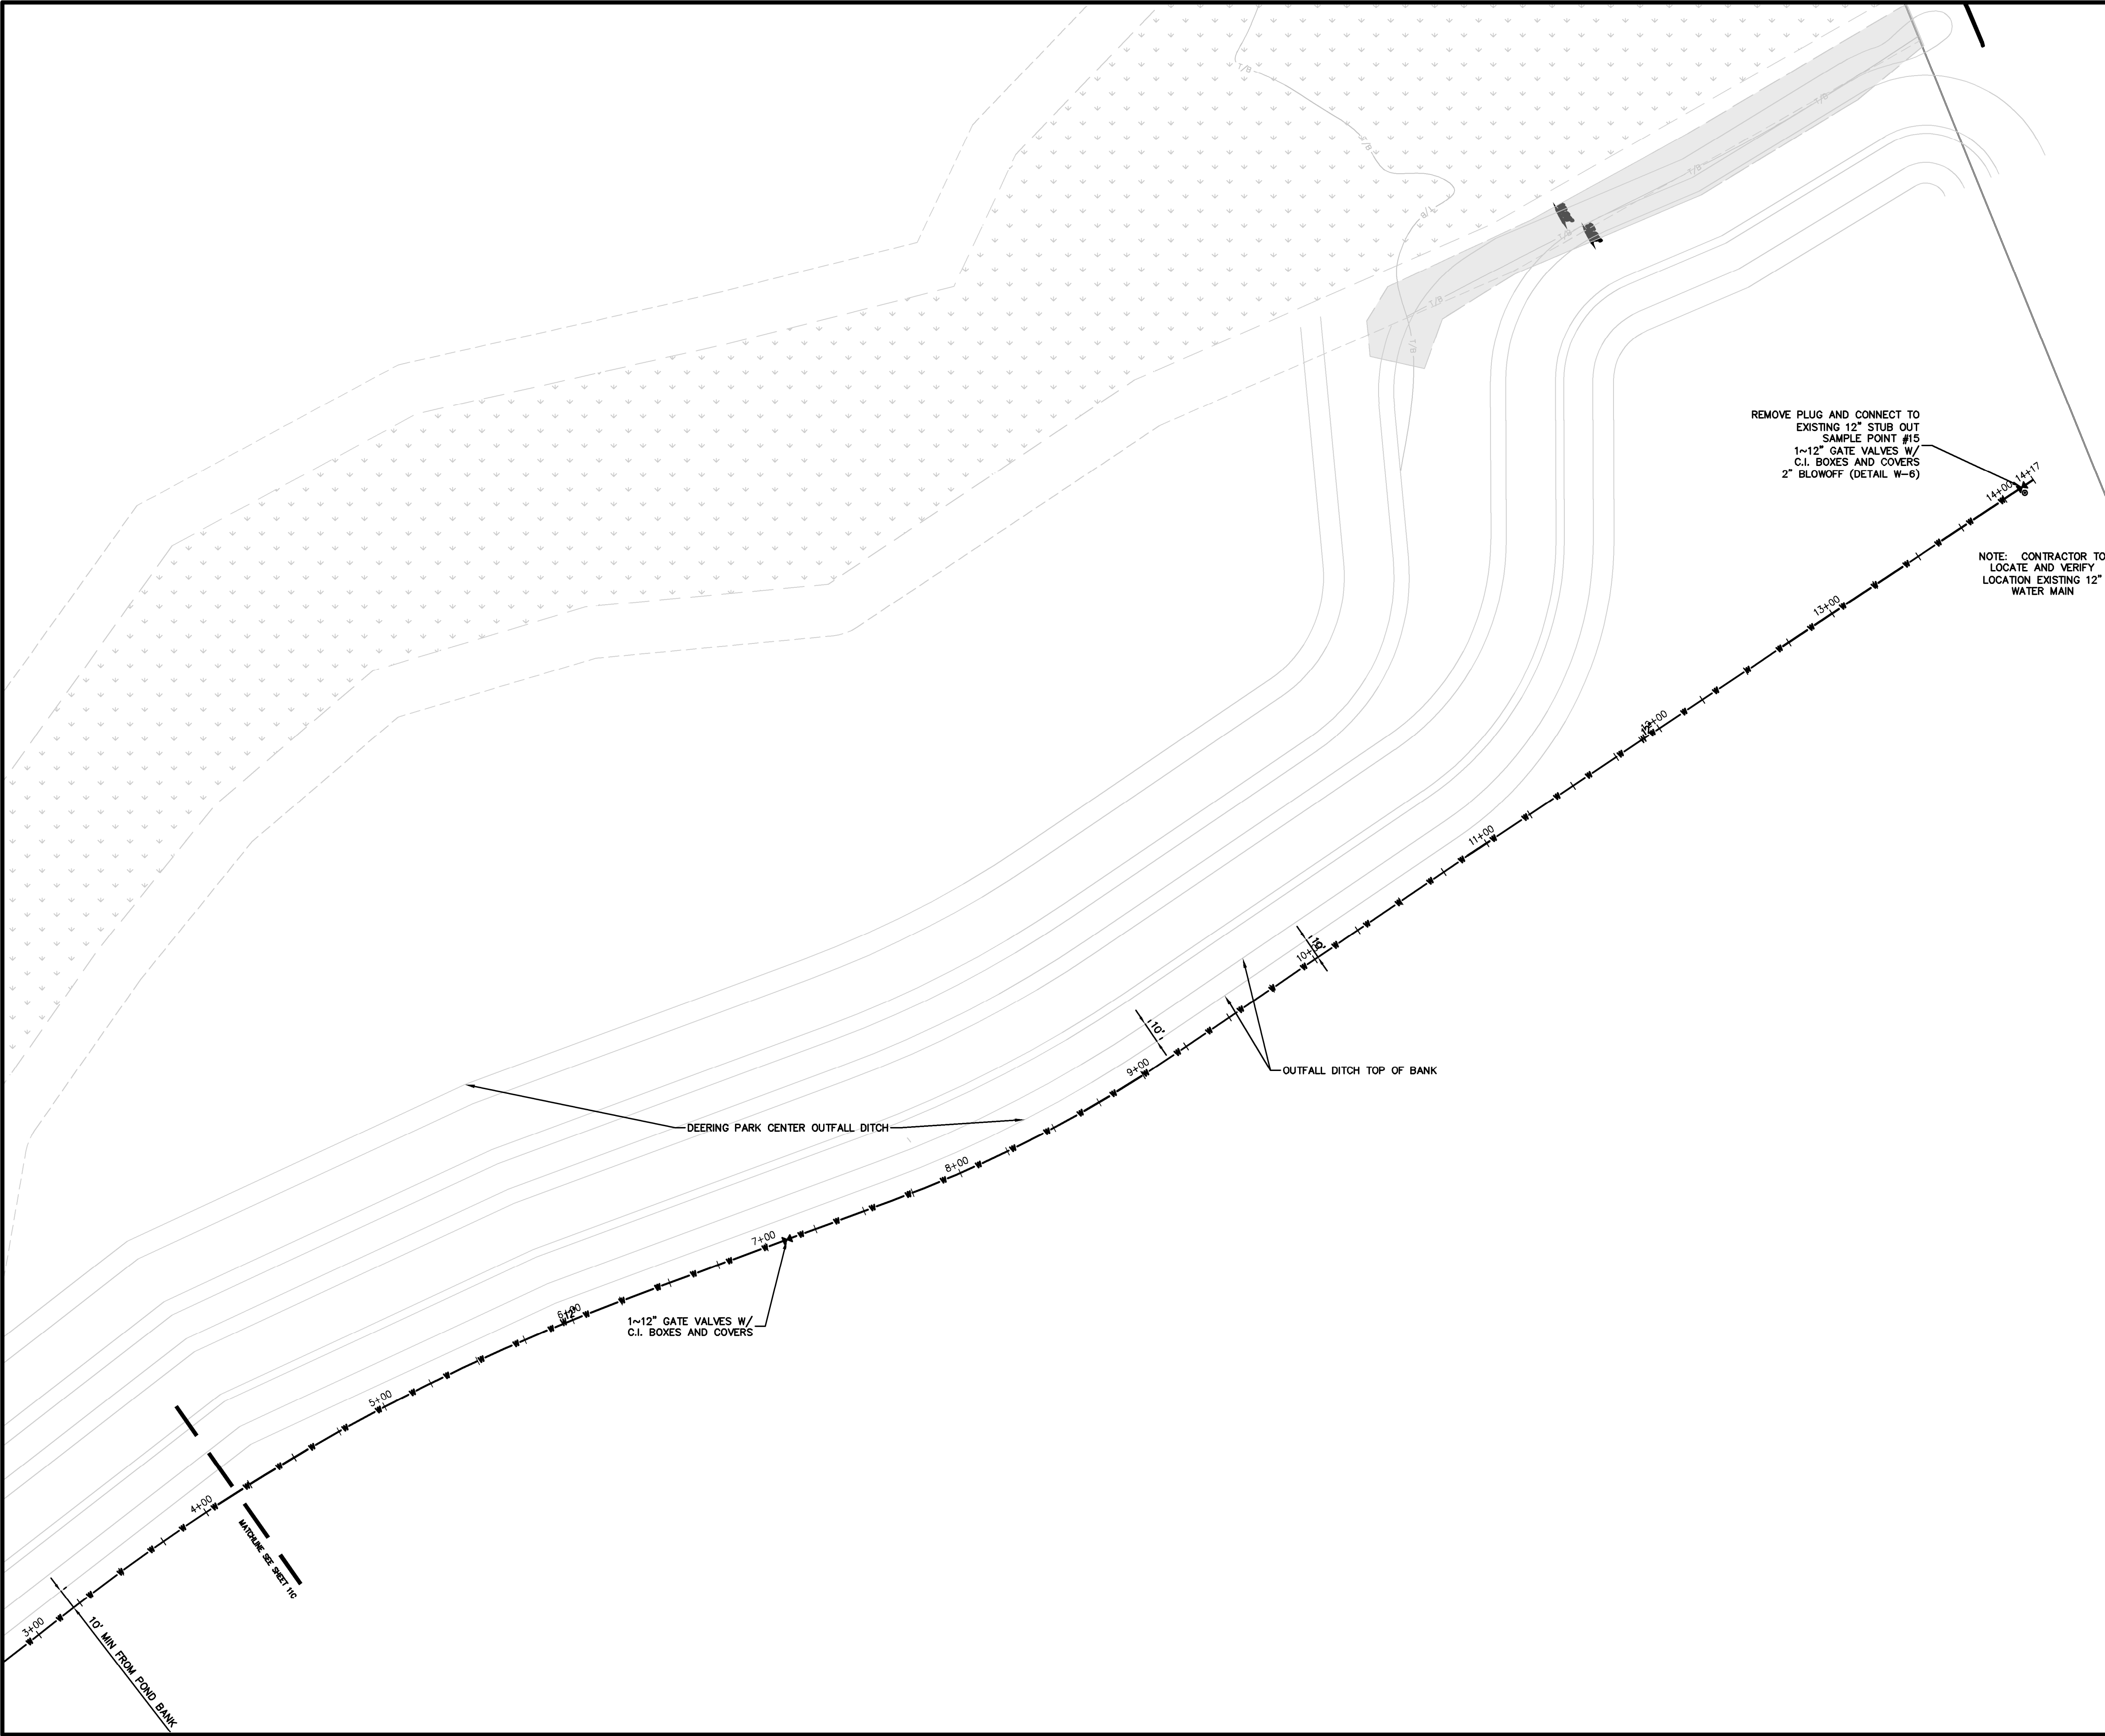 T/B
T/B
T/B
T/B
T/B
T/B
T/B
T/B
REMOVE PLUG AND CONNECT TO
EXISTING 12" STUB OUT
SAMPLE POINT #15
1~12" GATE VALVES W/
C.I. BOXES AND COVERS
2" BLOWOFF (DETAIL W-6)
14+17
14+00
NOTE: CONTRACTOR TO
LOCATE AND VERIFY
LOCATION EXISTING 12"
WATER MAIN
13+00
12+00
12"
11+00
10+00
10'
10'
9+00
OUTFALL DITCH TOP OF BANK
DEERING PARK CENTER OUTFALL DITCH
8+00
7+00
1~12" GATE VALVES W/
C.I. BOXES AND COVERS
6+00
12"
5+00
4+00
MATCHLINE SEE SHEET 11C
3+00
10' MIN FROM POND BANK